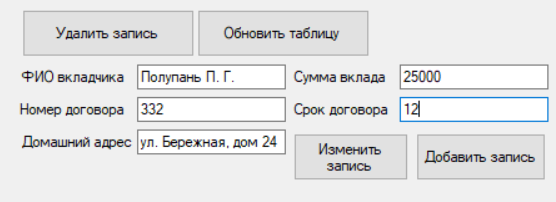 Удалить запись Обновить таблицу
ФИО вкладчика Полупань П. Г. Сумма вклада 25000
Номер договора 332 Срок договора 12
Домашний адрес ул. Бережная, дом 24
Изменить запись Добавить запись